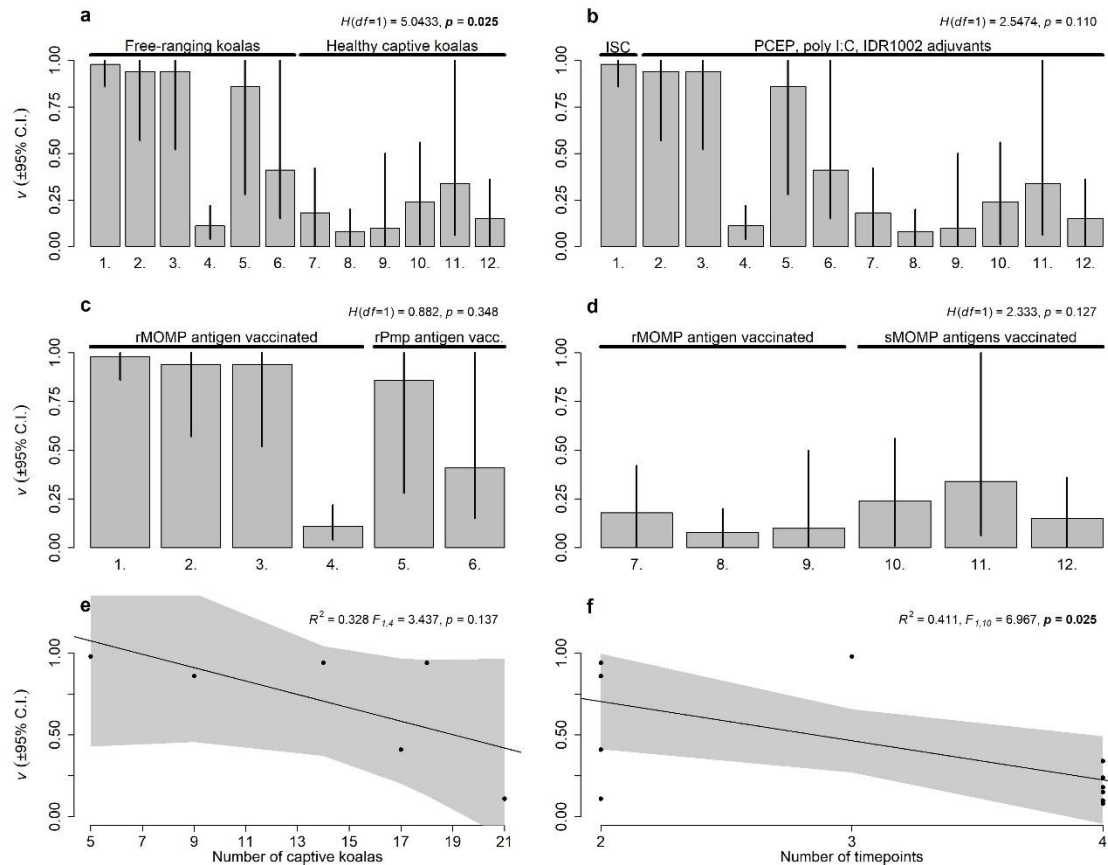 a
H(df=1) = 5.0433, p = 0.025
Free-ranging koalas Healthy captive koalas
v (±95% C.I.)
1.00
0.75
0.50
0.25
1.00
1. 2. 3. 4. 5. 6. 7. 8. 9. 10. 11. 12.
b
H(df=1) = 2.5474, p = 0.110
ISC PCEP, poly I:C, IDR1002 adjuvants
1.00
0.75
0.50
0.25
1.00
1. 2. 3. 4. 5. 6. 7. 8. 9. 10. 11. 12.
c
H(df=1) = 0.882, p = 0.348
rMOMP antigen vaccinated rPmp antigen vacc.
v (±95% C.I.)
1.00
0.75
0.50
0.25
0.00
1. 2. 3. 4. 5. 6.
d
H(df=1) = 2.333, p = 0.127
rMOMP antigen vaccinated sMOMP antigens vaccinated
1.00
0.75
0.50
0.25
0.00
7. 8. 9. 10. 11. 12.
e
R² = 0.328 F1,4 = 3.437, p = 0.137
v (±95% C.I.)
1.00
0.50
0.00
5 7 9 11 13 15 17 19 21
Number of captive koalas
f
R² = 0.411, F1,10 = 6.967, p = 0.025
1.00
0.50
0.00
2 3 4
Number of timepoints